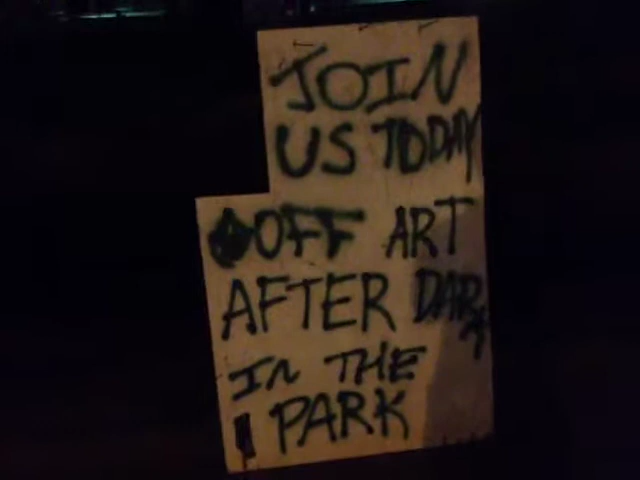 JOIN
US TODAY
OFF ART
AFTER DARK
IN THE
PARK